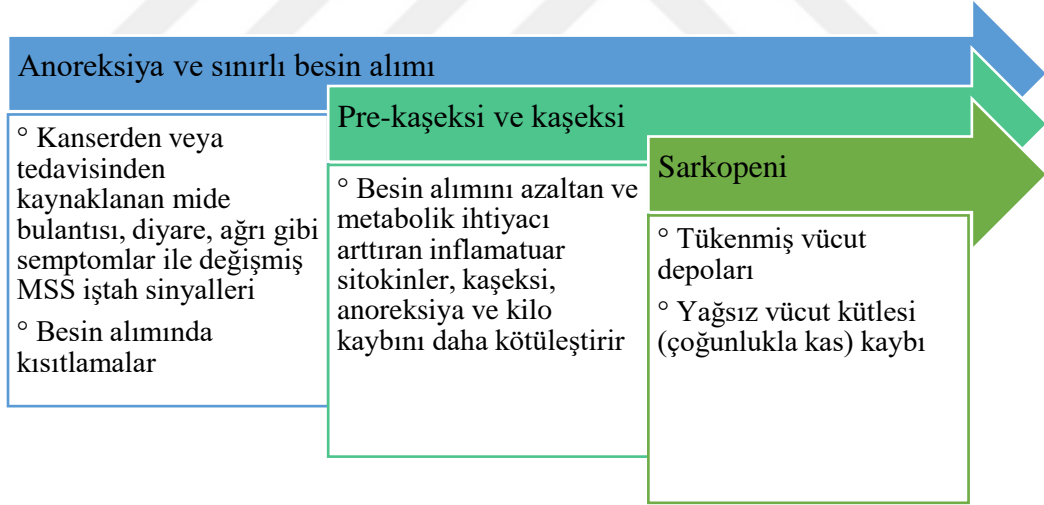 Anoreksiya ve sınırlı besin alımı
° Kanserden veya
tedavisinden
kaynaklanan mide
bulantısı, diyare, ağrı gibi
semptomlar ile değişmiş
MSS iştah sinyalleri
° Besin alımında
kısıtlamalar
Pre-kaşeksi ve kaşeksi
° Besin alımını azaltan ve
metabolik ihtiyacı
arttıran inflamatuar
sitokinler, kaşeksi,
anoreksiya ve kilo
kaybını daha kötüleştirir
Sarkopeni
° Tükenmiş vücut
depoları
° Yağsız vücut kütlesi
(çoğunlukla kas) kaybı